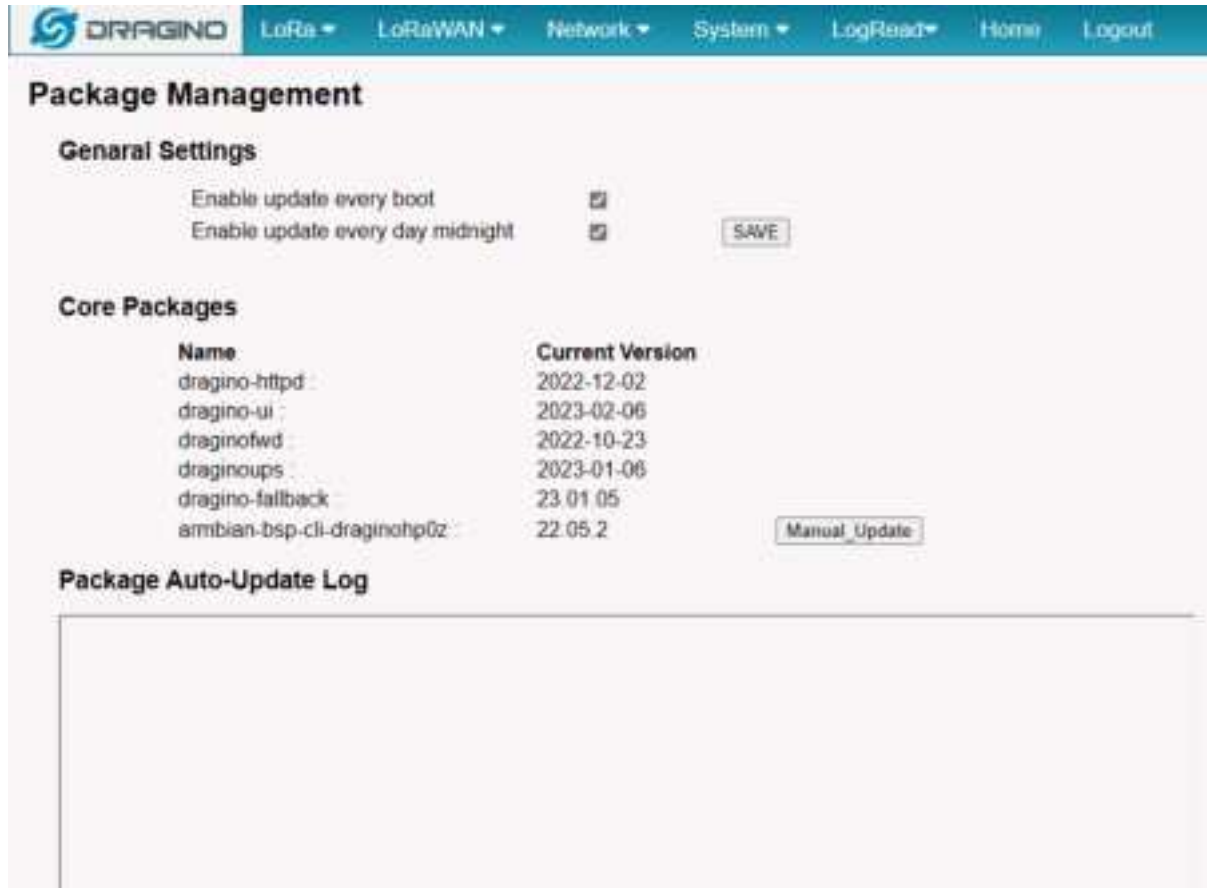 DRAGINO LoRa LoRaWAN Network System LogRead Home Logout
Package Management
Genaral Settings
Enable update every boot
Enable update every day midnight SAVE
Core Packages
Name Current Version
dragino-httpd : 2022-12-02
dragino-ui : 2023-02-06
draginofwd : 2022-10-23
draginoups : 2023-01-06
dragino-fallback : 23.01.05
armbian-bsp-cli-draginohp0z : 22.05.2 Manual_Update
Package Auto-Update Log